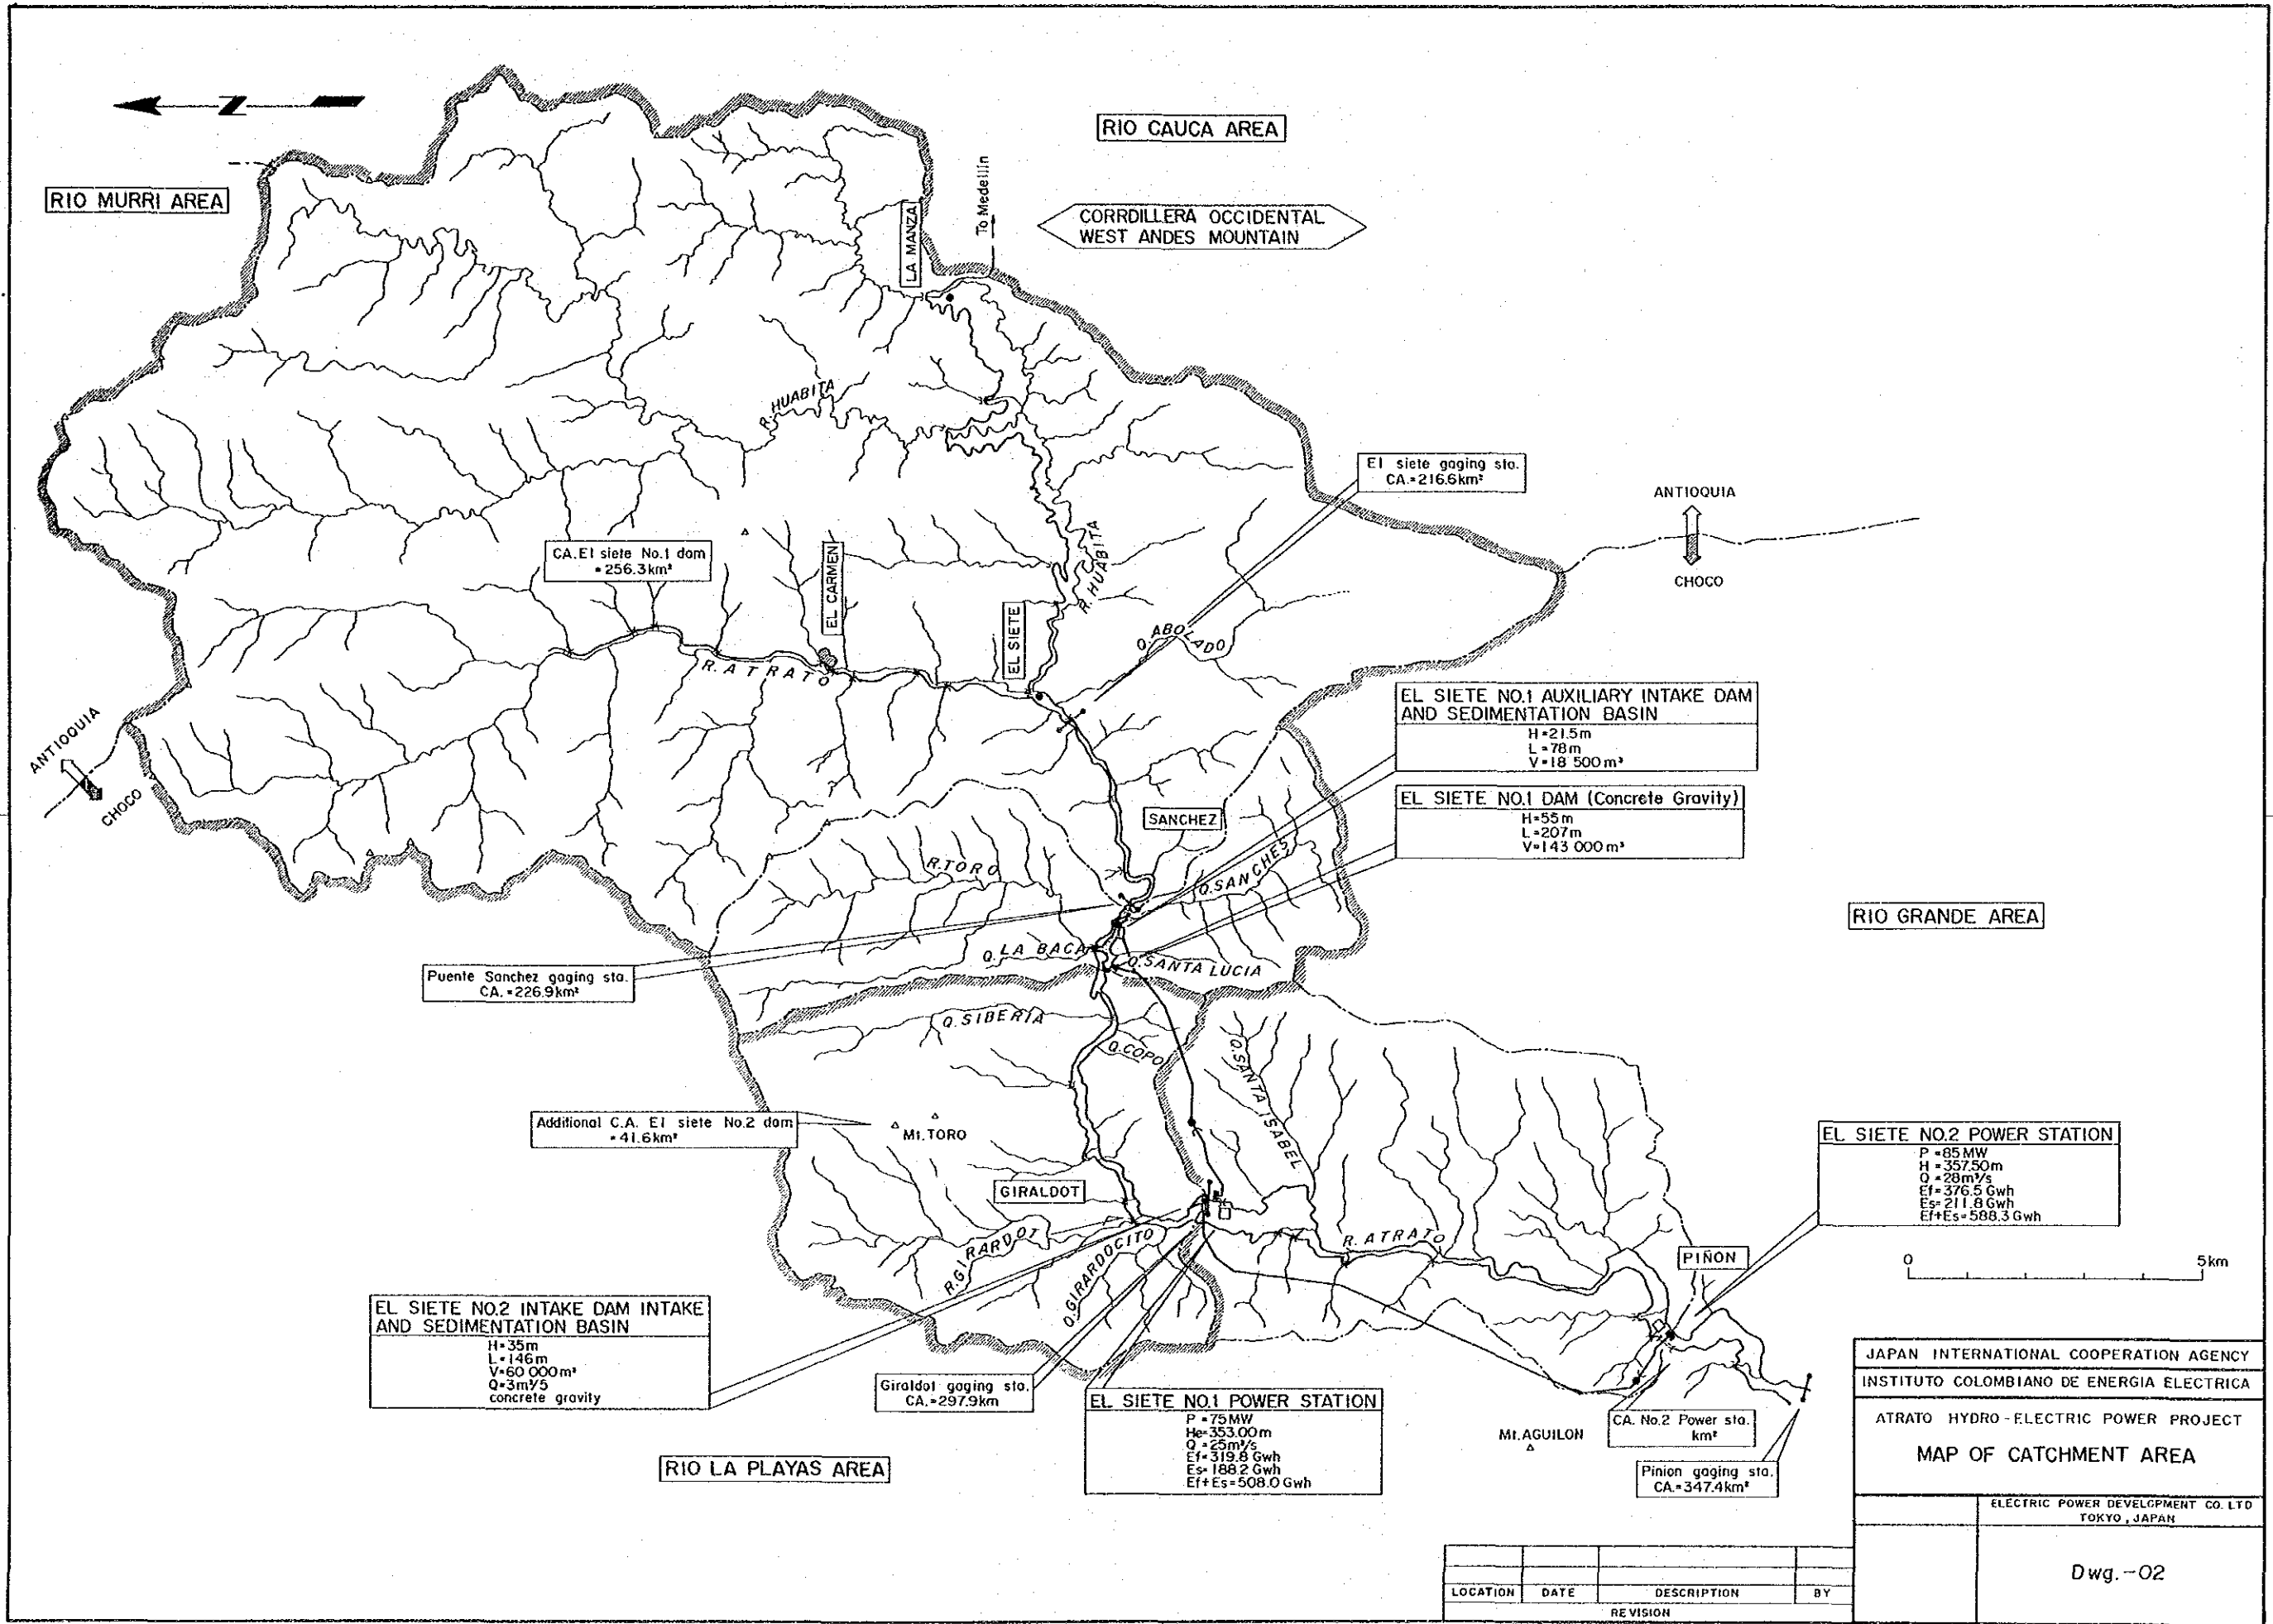 N
RIO CAUCA AREA
RIO MURRI AREA
To Medellin
LA MANZA
CORRDILLERA OCCIDENTAL
WEST ANDES MOUNTAIN
R. HUABITA
El siete gaging sta.
CA.=216.6km²
ANTIOQUIA
CHOCO
CA.El siete No.1 dam
=256.3km²
EL CARMEN
R. HUABITA
EL SIETE
Q. ABOLADO
R. ATRATO
EL SIETE NO.1 AUXILIARY INTAKE DAM
AND SEDIMENTATION BASIN
H=21.5m
L=78m
V=18 500m³
ANTIOQUIA
CHOCO
EL SIETE NO.1 DAM (Concrete Gravity)
H=55m
L=207m
V=143 000m³
SANCHEZ
R.TORO
Q.SANCHES
RIO GRANDE AREA
Q.LA BACA
Q.SANTA LUCIA
Puente Sanchez gaging sta.
CA.=226.9km²
Q.SIBERIA
Q.COPO
Q.SANTA ISABEL
Additional C.A. El siete No.2 dam
=41.6km²
Mt.TORO
EL SIETE NO.2 POWER STATION
P=85MW
H=357.50m
Q=28m³/s
Ef=376.5Gwh
Es=211.8Gwh
Ef+Es=588.3Gwh
GIRALDOT
R.GIRARDOT
Q.GIRARDOCITO
R. ATRATO
PIÑON
0 5km
EL SIETE NO.2 INTAKE DAM INTAKE
AND SEDIMENTATION BASIN
H=35m
L=146m
V=60 000m³
Q=3m³/5
concrete gravity
Giraldot gaging sta.
CA.=297.9km
EL SIETE NO.1 POWER STATION
P=75MW
He=353.00m
Q=25m³/s
Ef=319.8Gwh
Es=188.2Gwh
Ef+Es=508.0Gwh
CA. No.2 Power sta.
km²
Mt.AGUILON
Pinion gaging sta.
CA.=347.4km²
RIO LA PLAYAS AREA
JAPAN INTERNATIONAL COOPERATION AGENCY
INSTITUTO COLOMBIANO DE ENERGIA ELECTRICA
ATRATO HYDRO-ELECTRIC POWER PROJECT
MAP OF CATCHMENT AREA
ELECTRIC POWER DEVELOPMENT CO. LTD
TOKYO, JAPAN
Dwg.-02
LOCATION DATE DESCRIPTION BY
REVISION